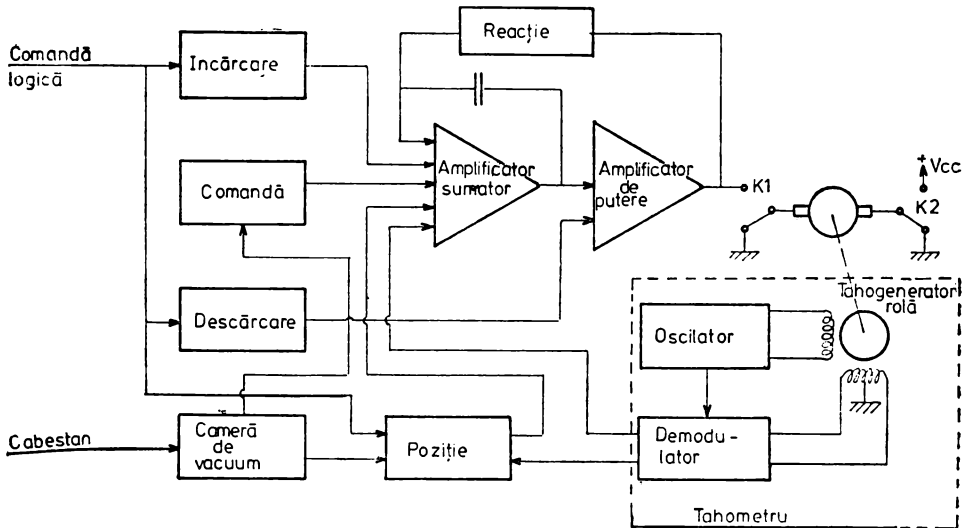 Reacție
Comandă
logică
Incărcare
Amplificator
sumator
Amplificator
de
putere
K1
+ Vcc
K2
Comandă
Descărcare
Tahogenerator
rolă
Oscilator
Cabestan
Cameră
de
vacuum
Poziție
Demodu-
lator
Tahometru